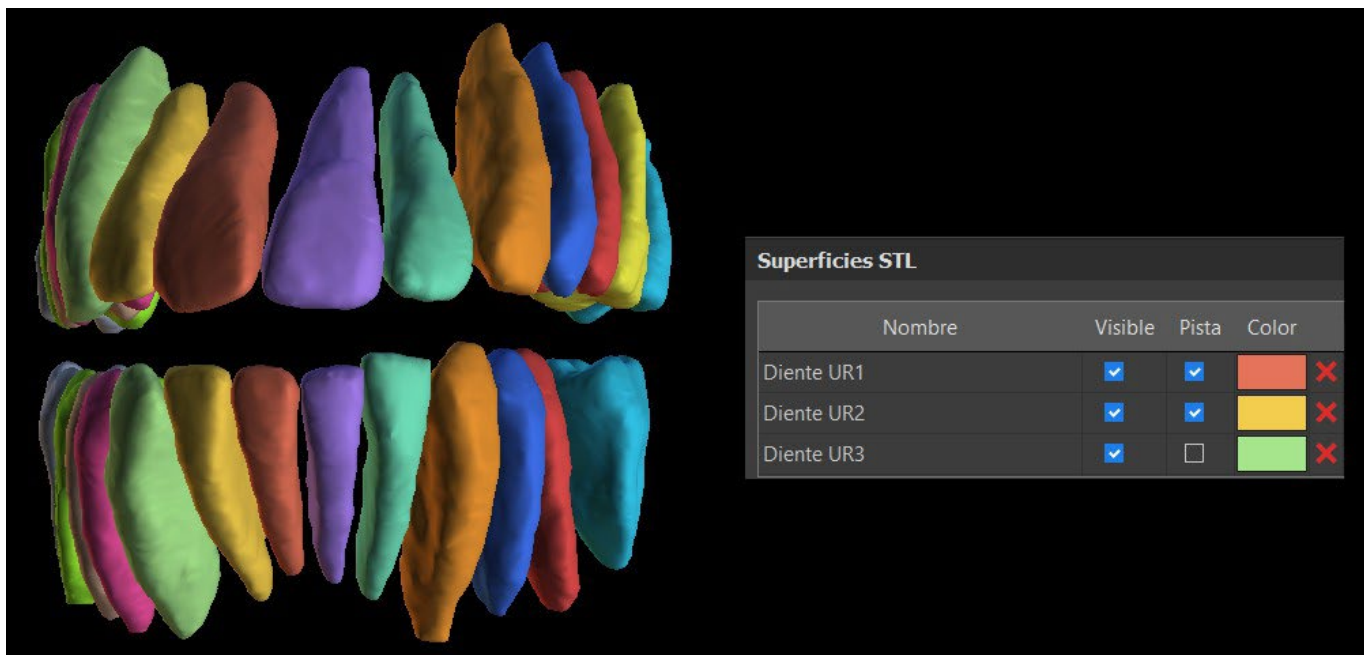 Superficies STL
Nombre Visible Pista Color
Diente UR1
Diente UR2
Diente UR3